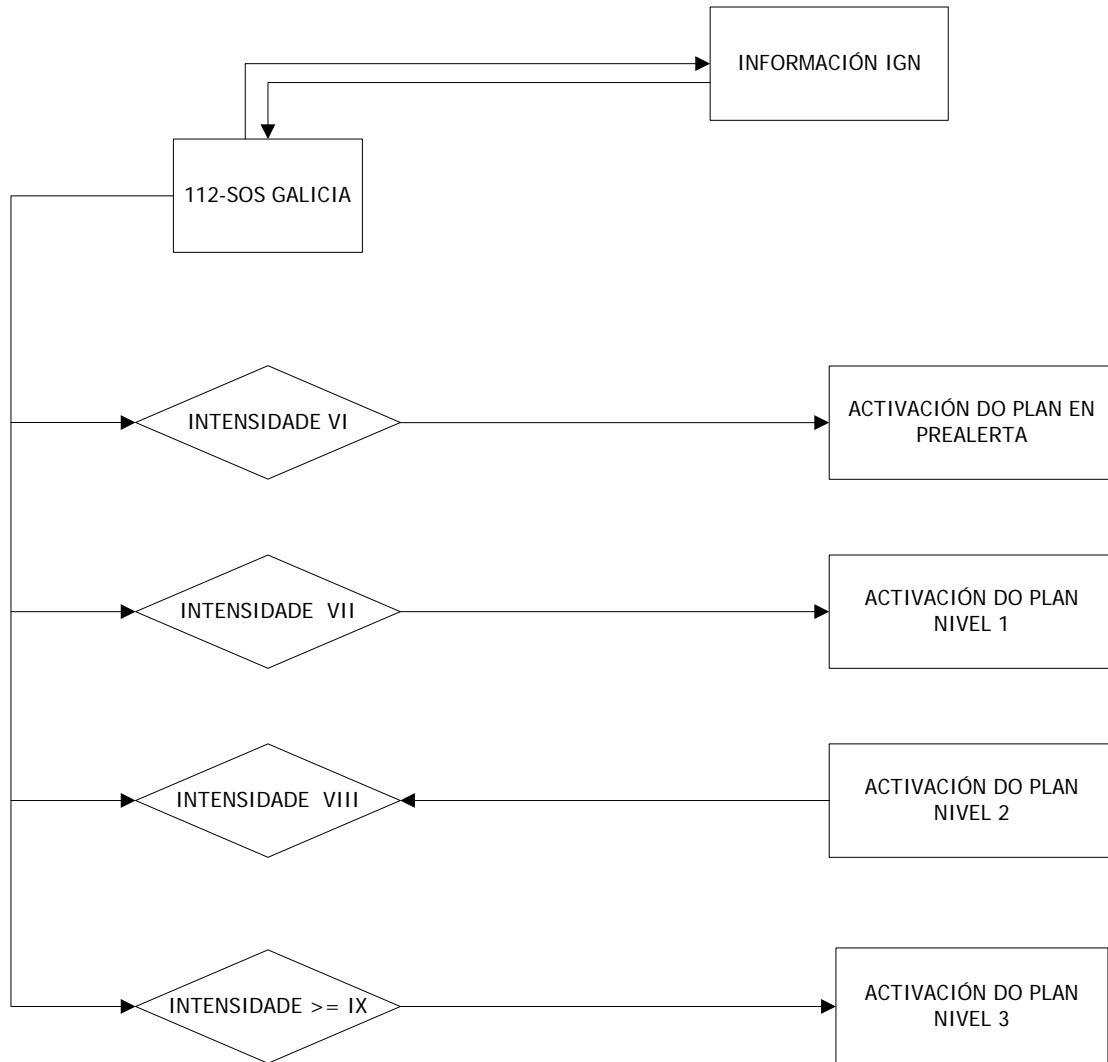 INFORMACIÓN IGN
112-SOS GALICIA
INTENSIDADE VI
ACTIVACIÓN DO PLAN EN
PREALERTA
INTENSIDADE VII
ACTIVACIÓN DO PLAN
NIVEL 1
INTENSIDADE VIII
ACTIVACIÓN DO PLAN
NIVEL 2
INTENSIDADE >= IX
ACTIVACIÓN DO PLAN
NIVEL 3